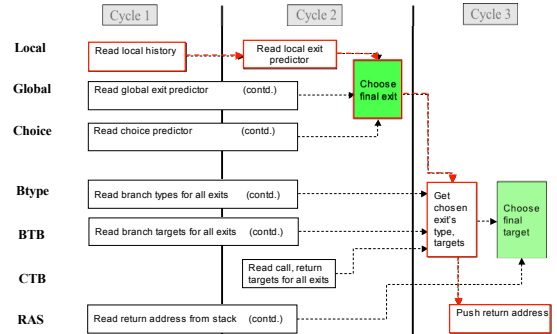 Cycle 1
Cycle 2
Cycle 3
Local
Read local history
Read local exit
predictor
Global
Read global exit predictor (contd.)
Choose
final exit
Choice
Read choice predictor (contd.)
Btype
Read branch types for all exits (contd.)
Get
chosen
exit's
type,
targets
Choose
final
target
BTB
Read branch targets for all exits (contd.)
CTB
Read call, return
targets for all exits
RAS
Read return address from stack (contd.)
Push return address